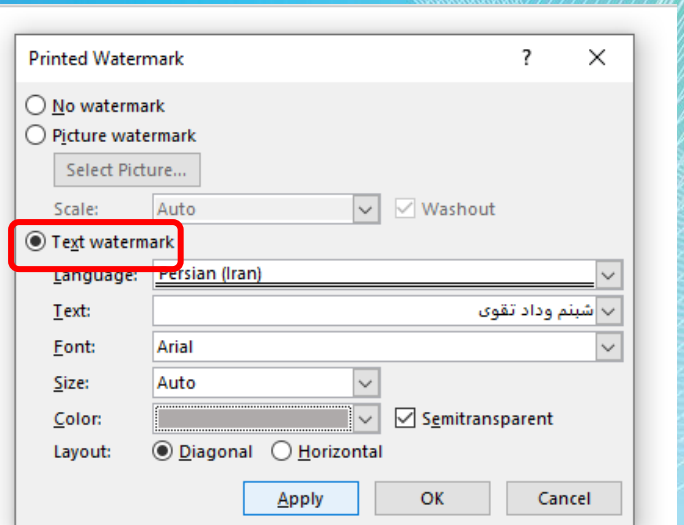 Printed Watermark ? ×
No watermark
Picture watermark
Select Picture...
Scale: Auto Washout
Text watermark
Language: Persian (Iran)
Text: شبنم وداد تقوی
Font: Arial
Size: Auto
Color: Semitransparent
Layout: Diagonal Horizontal
Apply OK Cancel